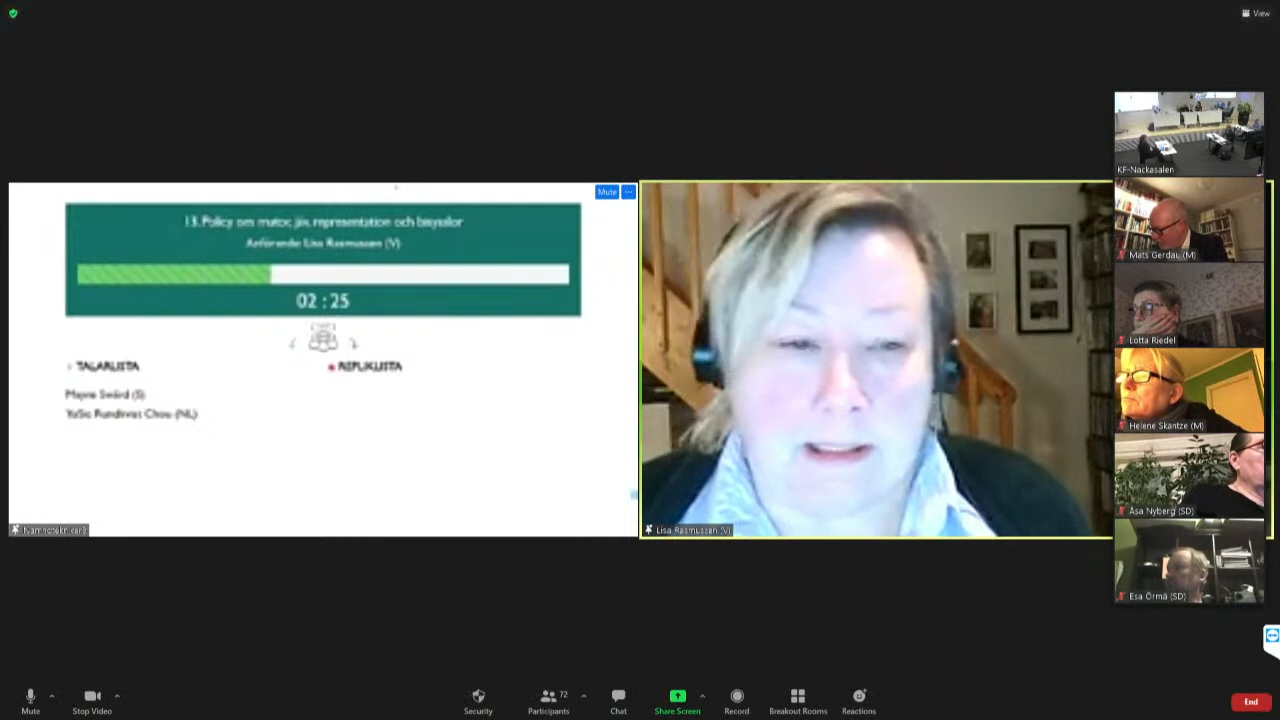 View
Mute
13. Policy om mutor, jäv, representation och bisysslor
Anförande Lisa Rasmussen (V)
02 : 25
TALARLISTA
REPLIKLISTA
Majvie Swärd (S)
Lisa Rasmussen (V)
KF-Nackasalen
Mats Gerdau (M)
Lotta Riedel
Helene Skantze (M)
Åsa Nyberg (SD)
Esa Örmä (SD)
Mute
Stop Video
Security
Participants
72
Chat
Share Screen
Record
Breakout Rooms
Reactions
End